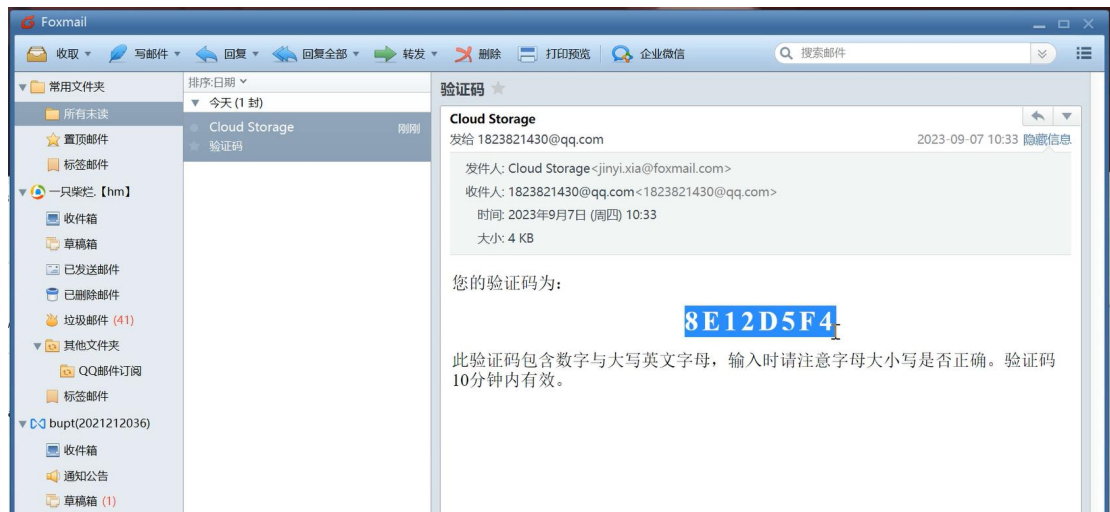 Foxmail
收取 写邮件 回复 回复全部 转发 删除 打印预览 企业微信 搜索邮件
常用文件夹
所有未读
置顶邮件
标签邮件
一只柴烂.【hm】
收件箱
草稿箱
已发送邮件
已删除邮件
垃圾邮件 (41)
其他文件夹
QQ邮件订阅
标签邮件
bupt(2021212036)
收件箱
通知公告
草稿箱 (1)
排序:日期
今天 (1 封)
Cloud Storage 刚刚
验证码
验证码
Cloud Storage
发给 1823821430@qq.com 2023-09-07 10:33 隐藏信息
发件人: Cloud Storage<jinyi.xia@foxmail.com>
收件人: 1823821430@qq.com<1823821430@qq.com>
时间: 2023年9月7日 (周四) 10:33
大小: 4 KB
您的验证码为:
8E12D5F4
此验证码包含数字与大写英文字母，输入时请注意字母大小写是否正确。验证码
10分钟内有效。